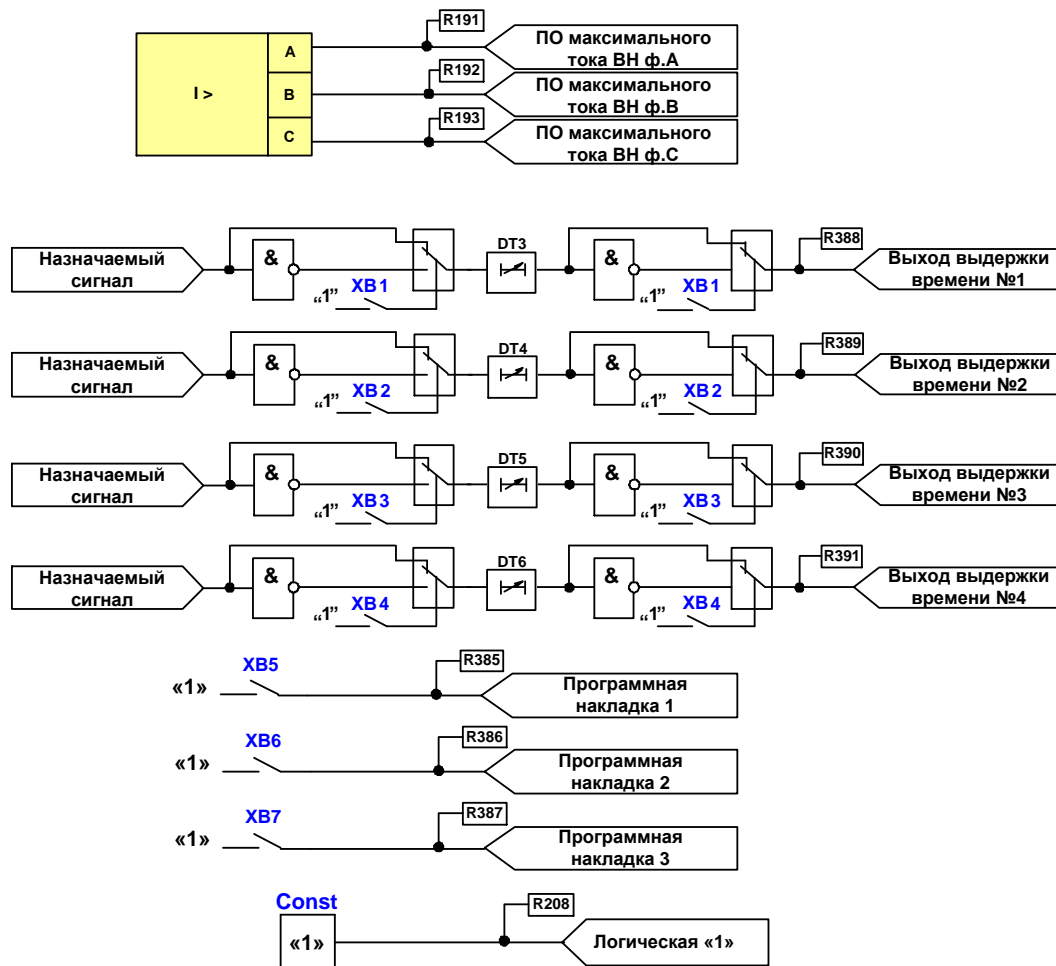 R191
A
ПО максимального
тока ВН ф.А
I >
R192
B
ПО максимального
тока ВН ф.В
R193
C
ПО максимального
тока ВН ф.С
Назначаемый
сигнал
&
“1”
XB1
DT3
&
“1”
XB1
R388
Выход выдержки
времени №1
Назначаемый
сигнал
&
“1”
XB2
DT4
&
“1”
XB2
R389
Выход выдержки
времени №2
Назначаемый
сигнал
&
“1”
XB3
DT5
&
“1”
XB3
R390
Выход выдержки
времени №3
Назначаемый
сигнал
&
“1”
XB4
DT6
&
“1”
XB4
R391
Выход выдержки
времени №4
«1»
XB5
R385
Программная
накладка 1
«1»
XB6
R386
Программная
накладка 2
«1»
XB7
R387
Программная
накладка 3
Const
«1»
R208
Логическая «1»